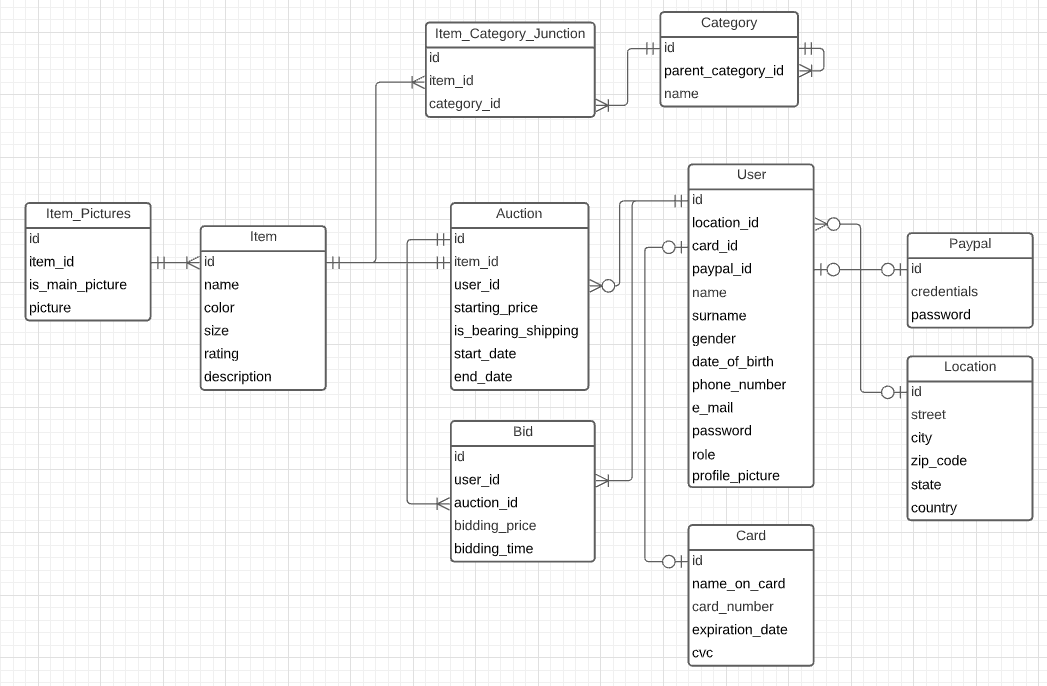 Item_Category_Junction
id
item_id
category_id
Category
id
parent_category_id
name
Item_Pictures
id
item_id
is_main_picture
picture
Item
id
name
color
size
rating
description
Auction
id
item_id
user_id
starting_price
is_bearing_shipping
start_date
end_date
Bid
id
user_id
auction_id
bidding_price
bidding_time
User
id
location_id
card_id
paypal_id
name
surname
gender
date_of_birth
phone_number
e_mail
password
role
profile_picture
Card
id
name_on_card
card_number
expiration_date
cvc
Paypal
id
credentials
password
Location
id
street
city
zip_code
state
country